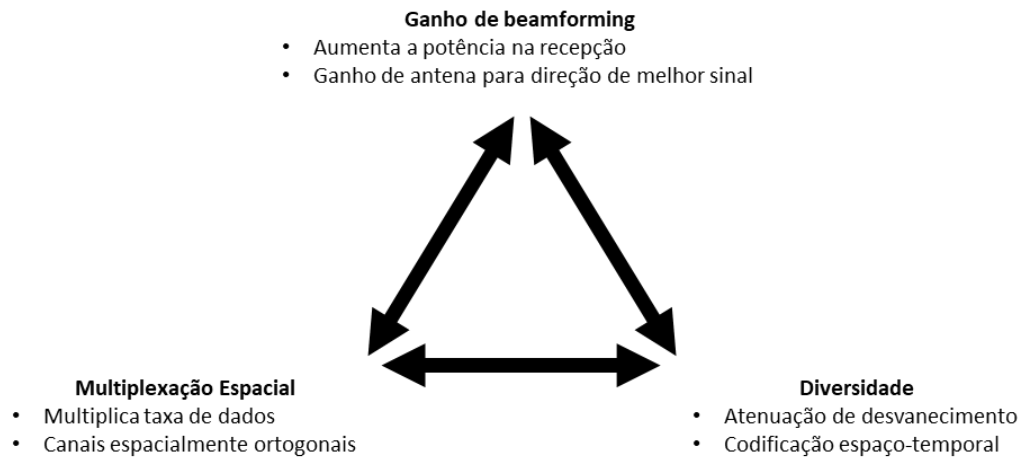 Ganho de beamforming
• Aumenta a potência na recepção
• Ganho de antena para direção de melhor sinal
Multiplexação Espacial
• Multiplica taxa de dados
• Canais espacialmente ortogonais
Diversidade
• Atenuação de desvanecimento
• Codificação espaço-temporal